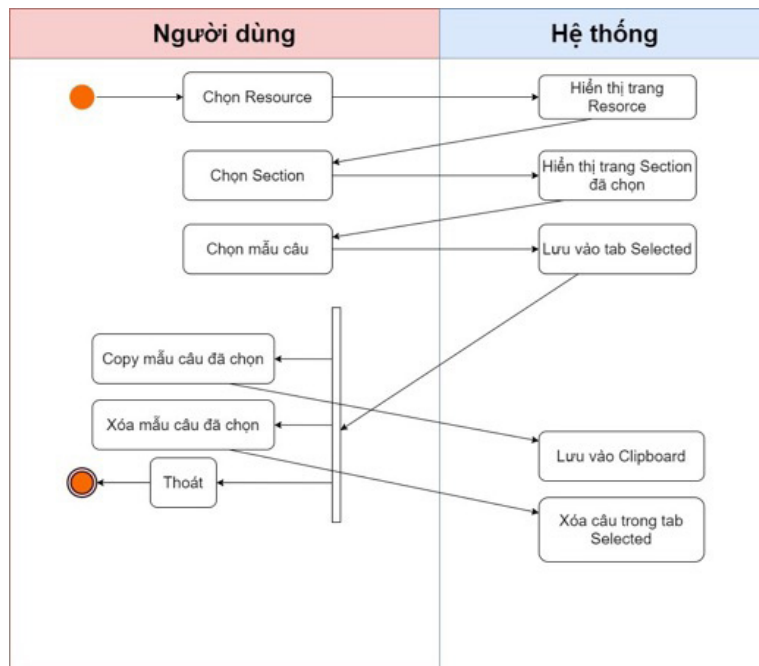 Người dùng
Hệ thống
Chọn Resource
Hiển thị trang
Resorce
Chọn Section
Hiển thị trang Section
đã chọn
Chọn mẫu câu
Lưu vào tab Selected
Copy mẫu câu đã chọn
Xóa mẫu câu đã chọn
Lưu vào Clipboard
Thoát
Xóa câu trong tab
Selected